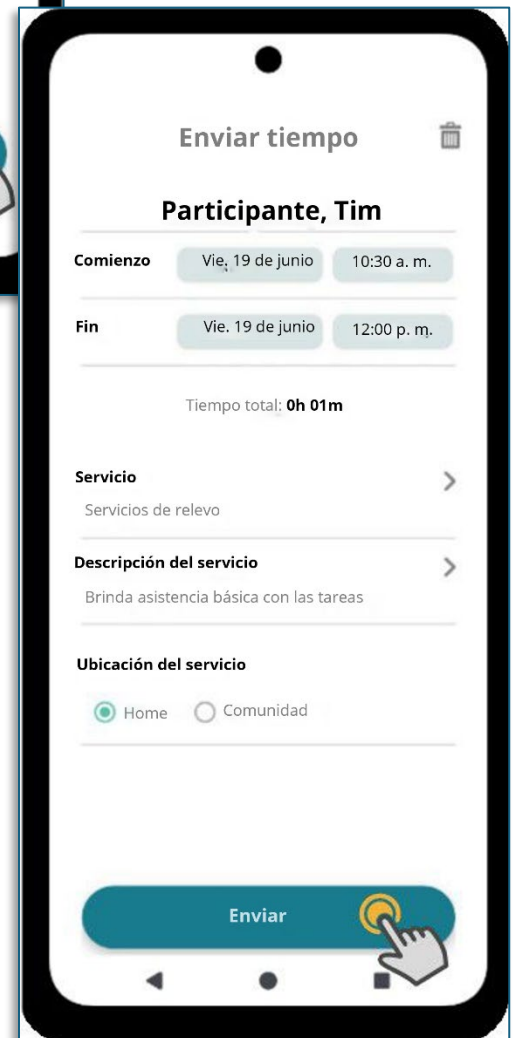 Enviar tiempo
Participante, Tim
Comienzo Vie. 19 de junio 10:30 a. m.
Fin Vie. 19 de junio 12:00 p. m.
Tiempo total: 0h 01m
Servicio
Servicios de relevo
Descripción del servicio
Brinda asistencia básica con las tareas
Ubicación del servicio
Home Comunidad
Enviar